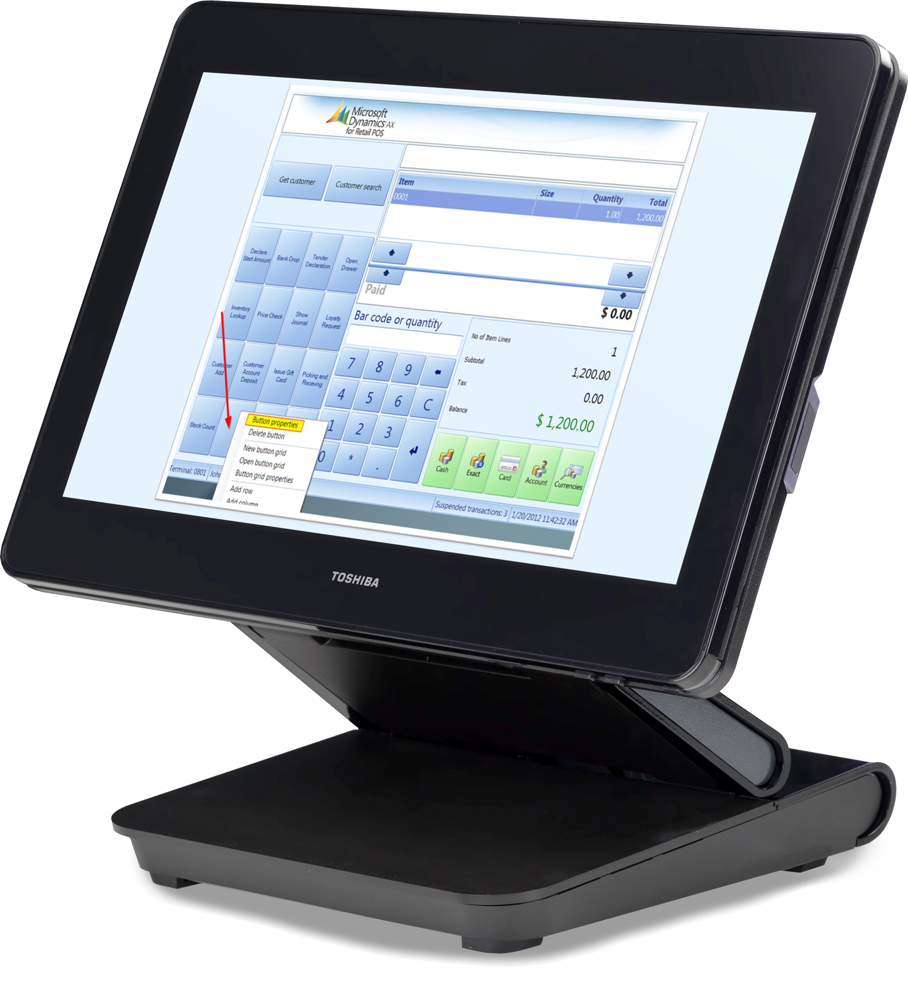 Microsoft
Dynamics AX
for Retail POS
Get customer
Customer search
Item Size Quantity Total
0001 1.00 1,200.00
Declare
Start Amount
Bank Drop
Tender
Declaration
Open
Drawer
Paid
$ 0.00
Inventory
Lookup
Price Check
Show
Journal
Loyalty
Request
Bar code or quantity
No of Item Lines 1
Subtotal 1,200.00
Tax 0.00
Balance $ 1,200.00
Customer
Add
Customer
Account
Deposit
Issue Gift
Card
Picking and
Receving
7 8 9
4 5 6 C
1 2 3
0 * .
Stock Count
Button properties
Delete button
New button grid
Open button grid
Button grid properties
Add row
Add column
Cash
Exact
Card
Account
Currencies
Terminal: 0801
Suspended transactions: 3 1/20/2012 11:42:32 AM
TOSHIBA